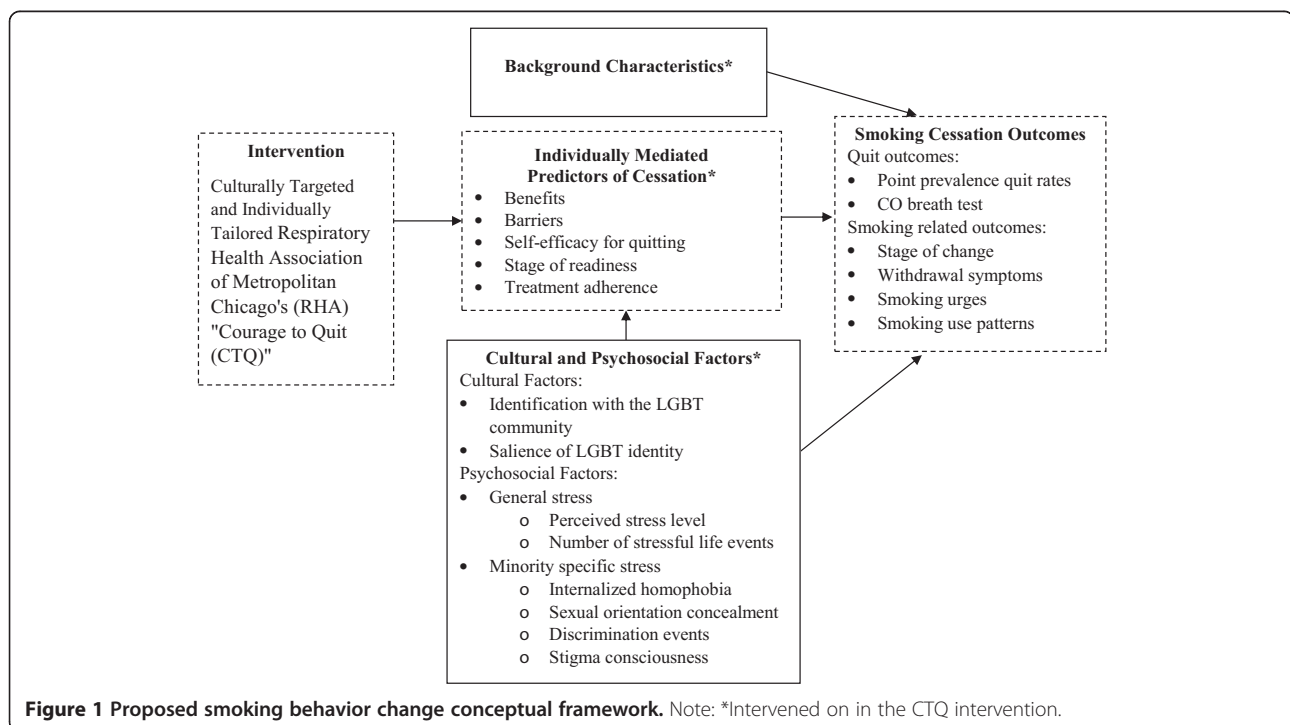 Background Characteristics*
Intervention
Culturally Targeted
and Individually
Tailored Respiratory
Health Association
of Metropolitan
Chicago's (RHA)
"Courage to Quit
(CTQ)"
Individually Mediated
Predictors of Cessation*
• Benefits
• Barriers
• Self-efficacy for quitting
• Stage of readiness
• Treatment adherence
Smoking Cessation Outcomes
Quit outcomes:
• Point prevalence quit rates
• CO breath test
Smoking related outcomes:
• Stage of change
• Withdrawal symptoms
• Smoking urges
• Smoking use patterns
Cultural and Psychosocial Factors*
Cultural Factors:
• Identification with the LGBT
community
• Salience of LGBT identity
Psychosocial Factors:
• General stress
o Perceived stress level
o Number of stressful life events
• Minority specific stress
o Internalized homophobia
o Sexual orientation concealment
o Discrimination events
o Stigma consciousness
Figure 1 Proposed smoking behavior change conceptual framework. Note: *Intervened on in the CTQ intervention.